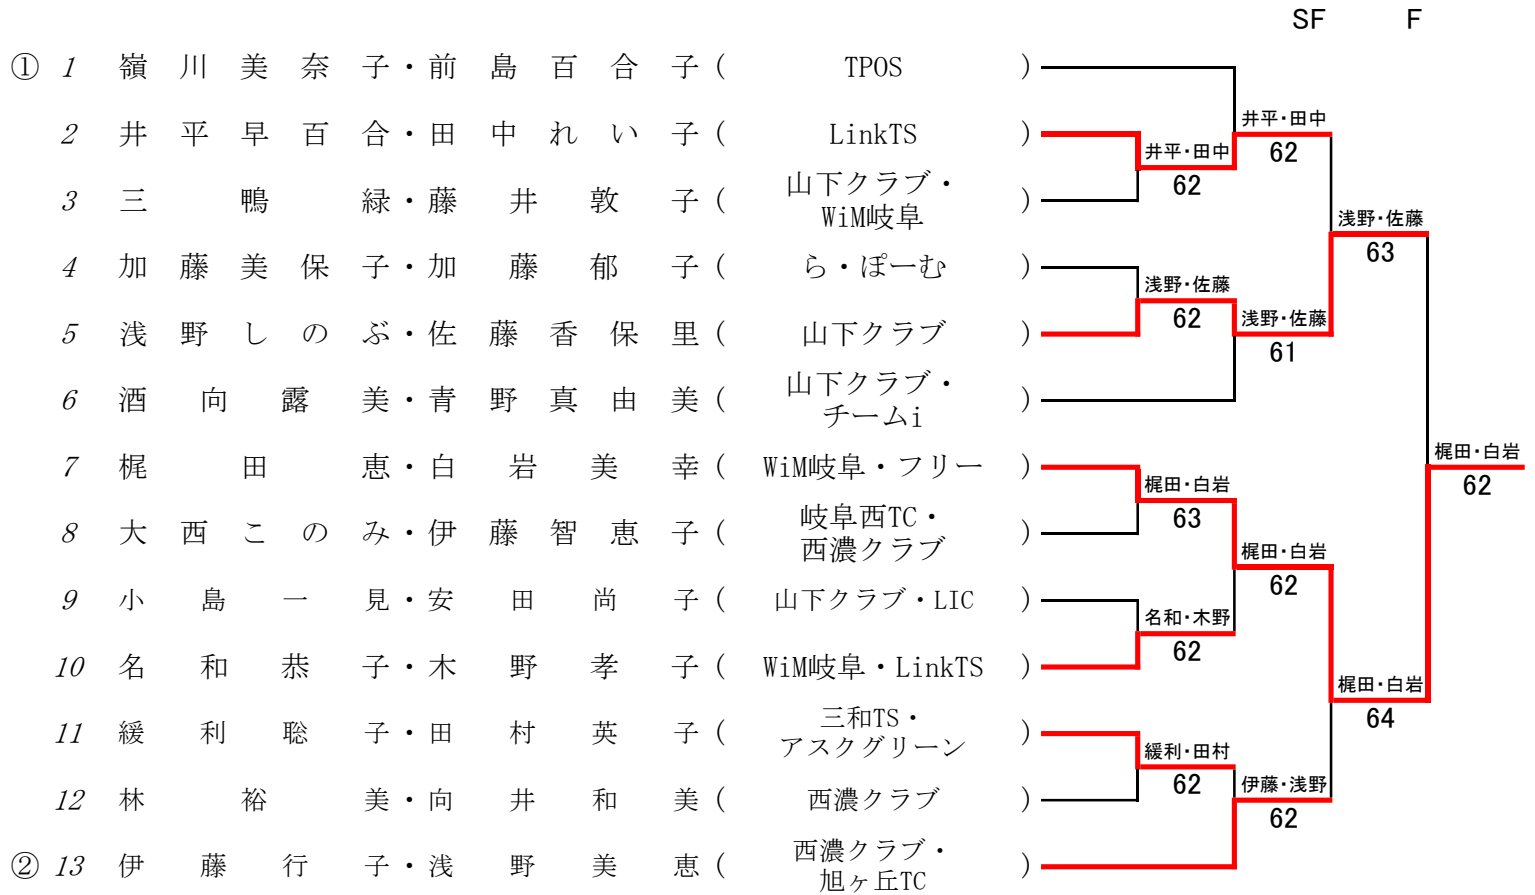 SF F
① 1 嶺川美奈子・前島百合子( TPOS )
井平・田中
2 井平早百合・田中れい子( LinkTS )
井平・田中 62
62
3 三鴨緑・藤井敦子( 山下クラブ・
WiM岐阜 )
浅野・佐藤
63
4 加藤美保子・加藤郁子( ら・ぽーむ )
浅野・佐藤
62 浅野・佐藤
5 浅野しのぶ・佐藤香保里( 山下クラブ )
61
6 酒向露美・青野真由美( 山下クラブ・
チームi )
梶田・白岩
7 梶田恵・白岩美幸( WiM岐阜・フリー )
梶田・白岩 62
63
8 大西このみ・伊藤智恵子( 岐阜西TC・
西濃クラブ )
梶田・白岩
62
9 小島一見・安田尚子( 山下クラブ・LIC )
名和・木野
62
10 名和恭子・木野孝子( WiM岐阜・LinkTS )
梶田・白岩
64
11 緩利聡子・田村英子( 三和TS・
アスクグリーン )
緩利・田村
62 伊藤・浅野
12 林裕美・向井和美( 西濃クラブ )
62
② 13 伊藤行子・浅野美恵( 西濃クラブ・
旭ヶ丘TC )